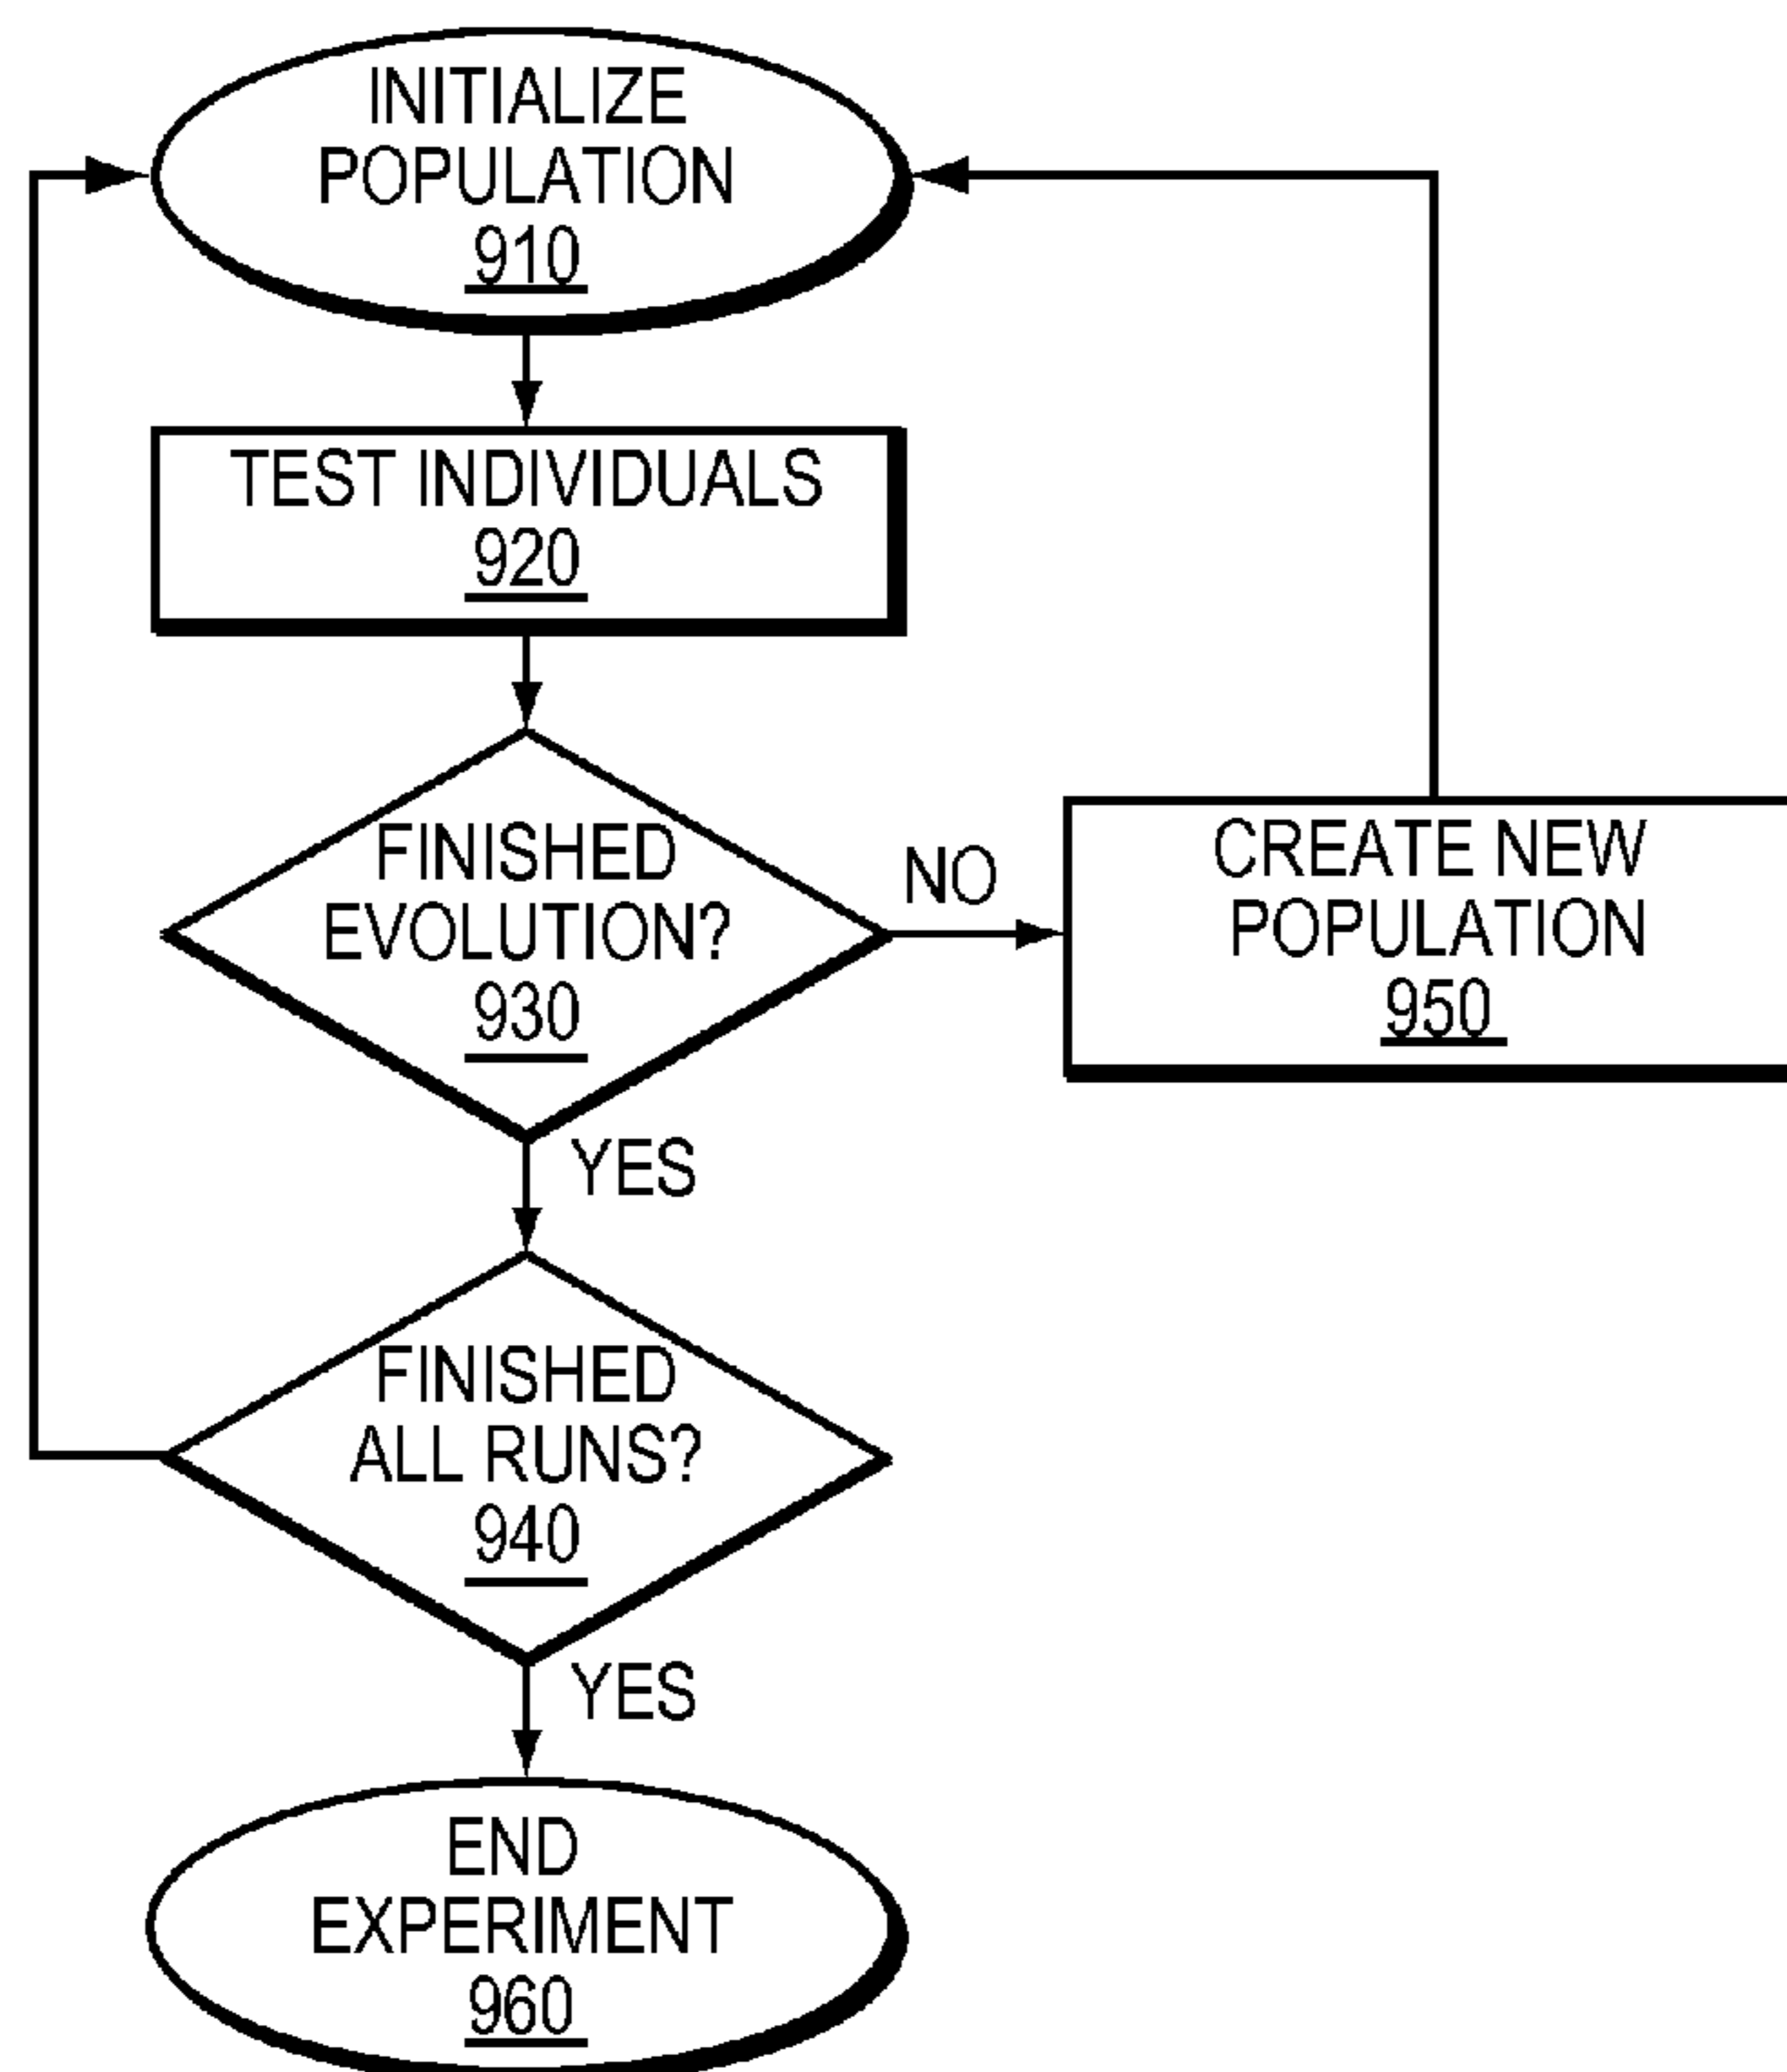 INITIALIZE
POPULATION
910
TEST INDIVIDUALS
920
FINISHED
EVOLUTION?
930
NO
CREATE NEW
POPULATION
950
YES
FINISHED
ALL RUNS?
940
YES
END
EXPERIMENT
960